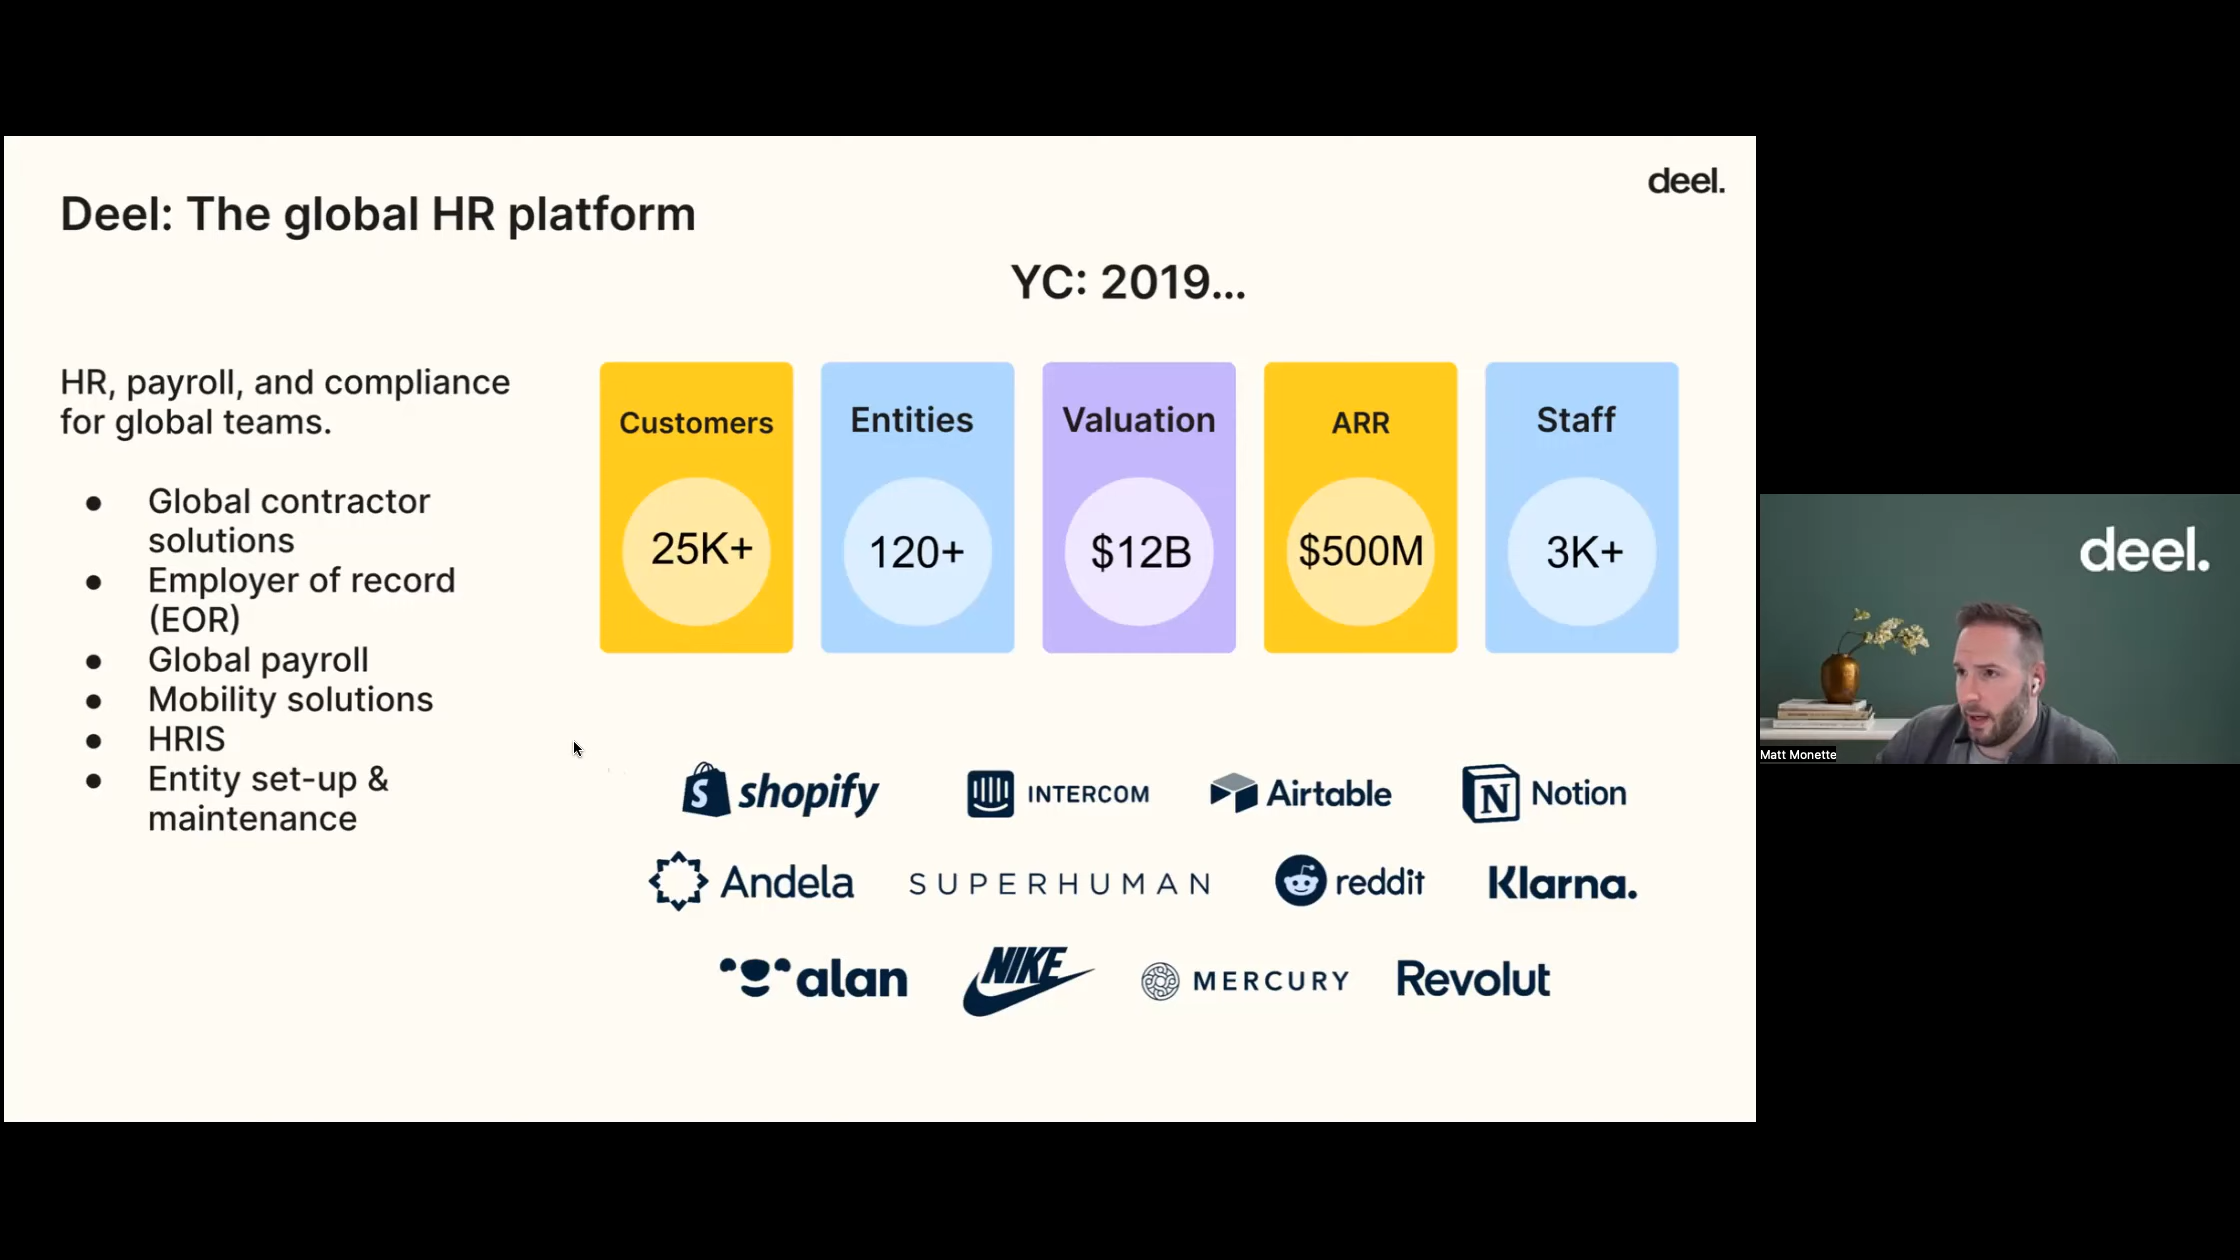 deel.
Deel: The global HR platform
YC: 2019...
HR, payroll, and compliance
for global teams.
● Global contractor
solutions
● Employer of record
(EOR)
● Global payroll
● Mobility solutions
● HRIS
● Entity set-up &
maintenance
Customers
25K+
Entities
120+
Valuation
$12B
ARR
$500M
Staff
3K+
shopify
INTERCOM
Airtable
Notion
Andela
SUPERHUMAN
reddit
Klarna.
alan
NIKE
MERCURY
Revolut
deel.
Matt Monette